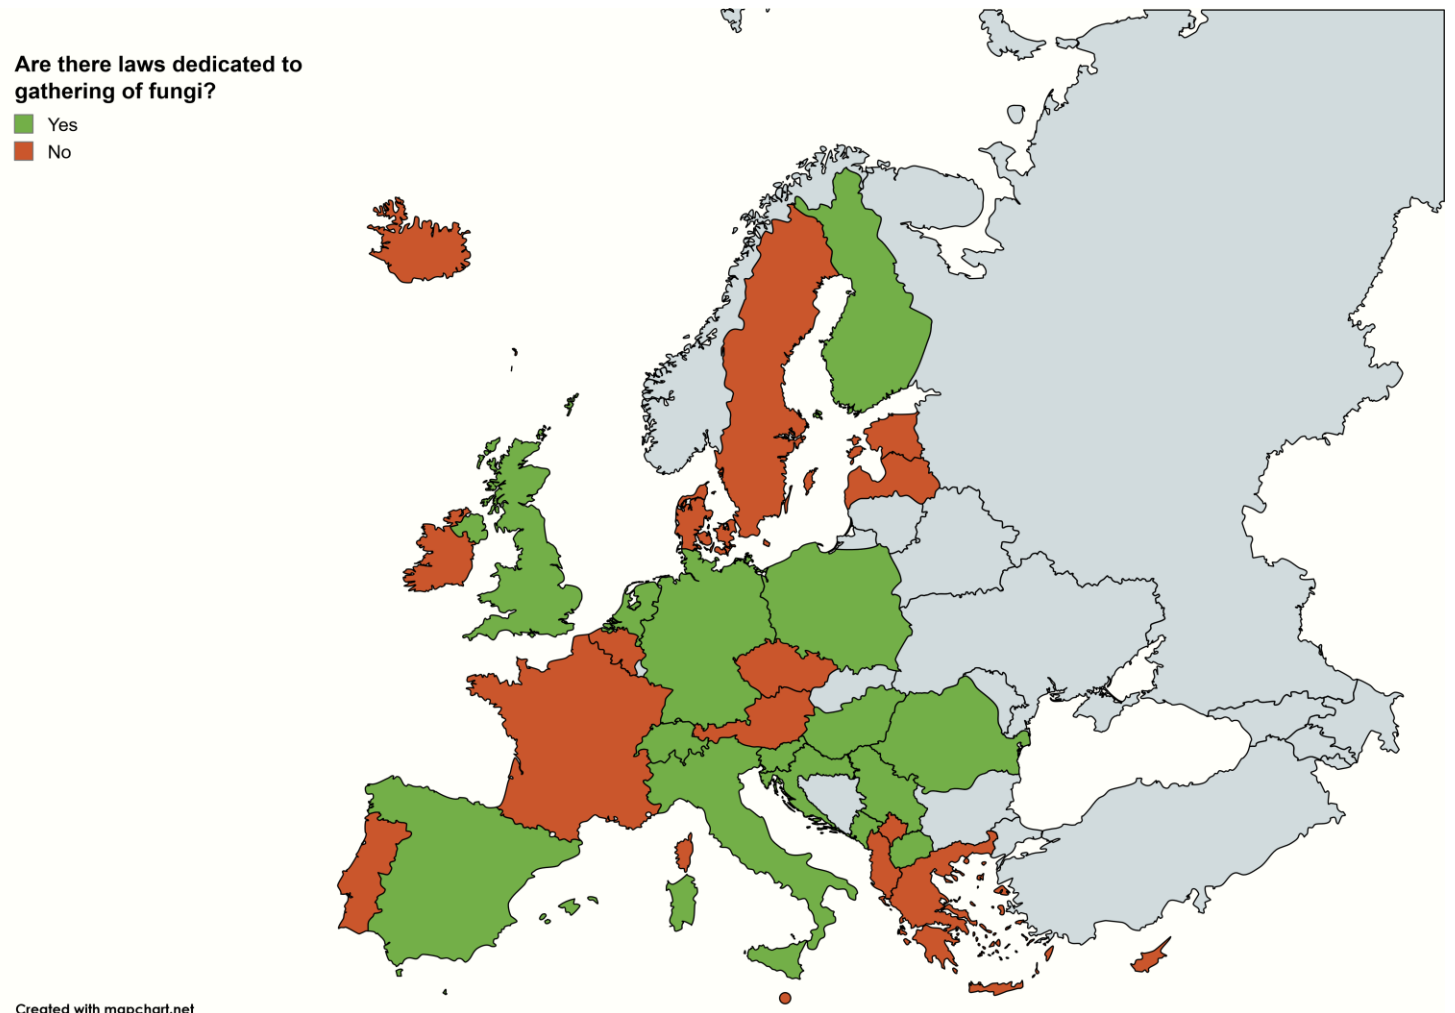 Are there laws dedicated to
gathering of fungi?
Yes
No
Created with mapchart.net